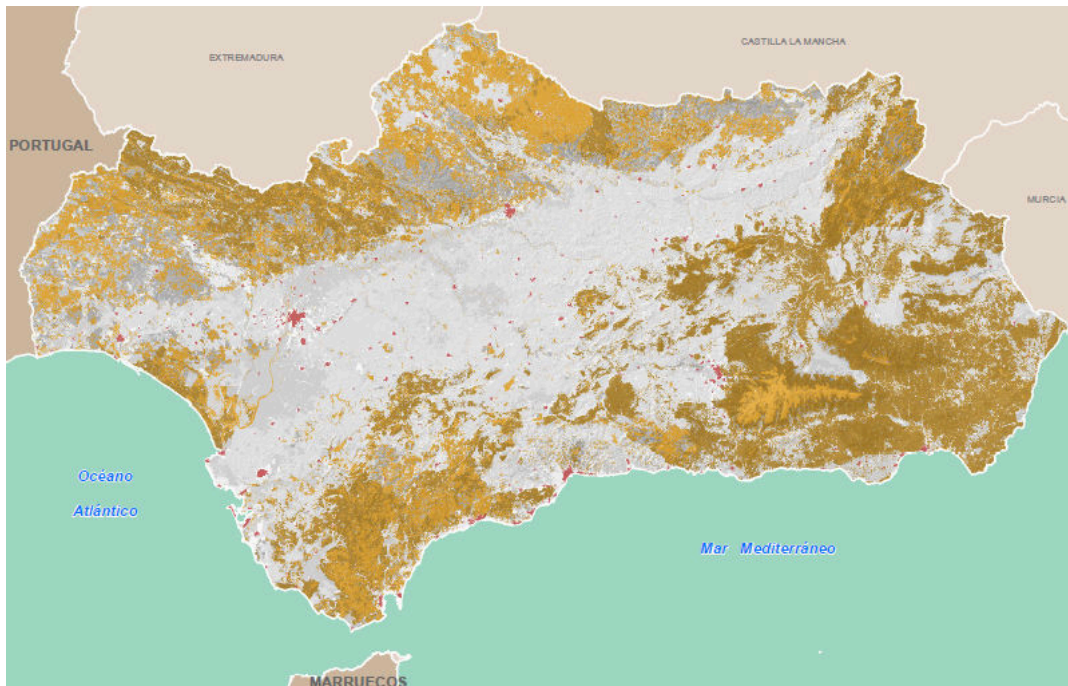 CASTILLA LA MANCHA
EXTREMADURA
PORTUGAL
MURCIA
Océano
Atlántico
Mar Mediterráneo
MARRUECOS